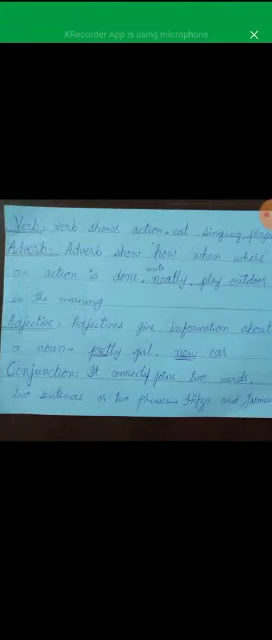 XRecorder App is using microphone
Verb: Verb shows action. eat, singing, play
Adverb: Adverb show 'how' when where
an action is done. write neatly, play outdoor
in the morning
Adjective, Adjectives give information about
a noun → pretty girl, new car
Conjunction: It connects/joins two words,
two sentences or two phrases → Hifza and